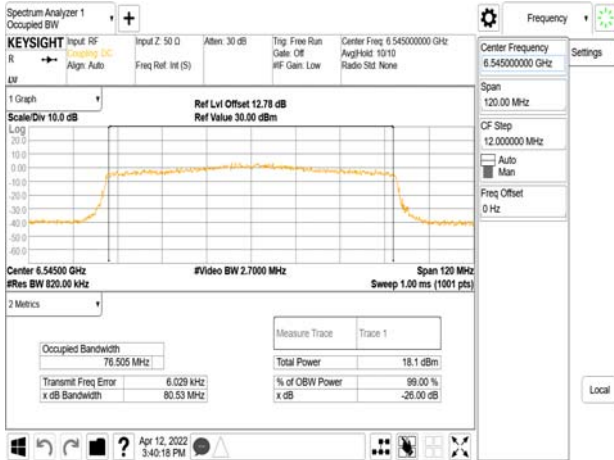 Spectrum Analyzer 1
Occupied BW
Frequency
KEYSIGHT
R
Input: RF
Coupling: DC
Align: Auto
Input Z: 50 Ω
Freq Ref: Int (S)
Atten: 30 dB
Trig: Free Run
Gate: Off
#IF Gain: Low
Center Freq: 6.545000000 GHz
Avg|Hold: 10/10
Radio Std: None
Center Frequency
6.545000000 GHz
Settings
Span
120.00 MHz
CF Step
12.000000 MHz
Auto
Man
Freq Offset
0 Hz
Local
1 Graph
Scale/Div 10.0 dB
Ref Lvl Offset 12.78 dB
Ref Value 30.00 dBm
Log
20.0
10.0
0.00
-10.0
-20.0
-30.0
-40.0
-50.0
-60.0
Center 6.54500 GHz
#Video BW 2.7000 MHz
Span 120 MHz
#Res BW 820.00 kHz
Sweep 1.00 ms (1001 pts)
2 Metrics
Measure Trace
Trace 1
Occupied Bandwidth
76.505 MHz
Total Power
18.1 dBm
Transmit Freq Error
6.029 kHz
% of OBW Power
99.00 %
x dB Bandwidth
80.53 MHz
x dB
-26.00 dB
?
Apr 12, 2022
3:40:18 PM